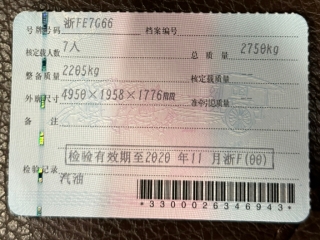 号牌号码 浙FE7G66 档案编号
核定载人数 7人 总质量 2750kg
整备质量 2205kg 核定载质量
外廓尺寸 4950×1958×1776mm 准牵引总质量
备注
检验有效期至2020年11月浙F(00)
检验记录
汽油
*3300026346943*